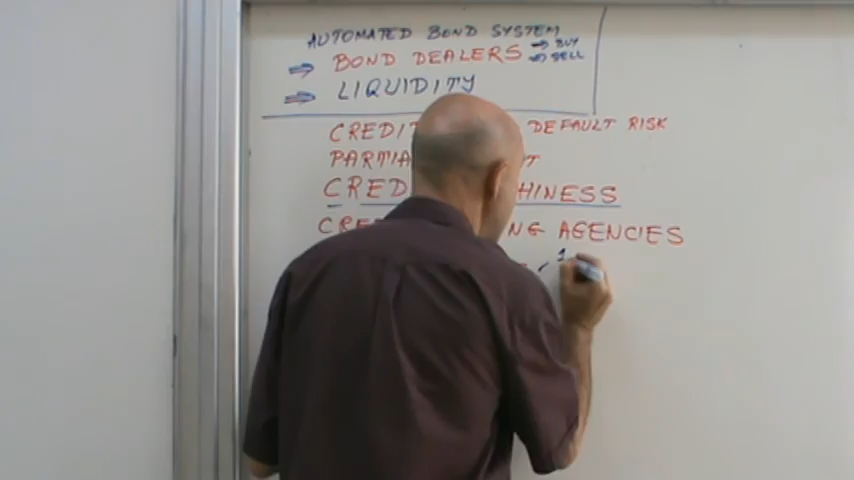 AUTOMATED BOND SYSTEM
⇒ BOND DEALERS → BUY
→ SELL
⇒ LIQUIDITY
CREDIT DEFAULT RISK
PARTIA T
CRED HINESS
CRE NG AGENCIES